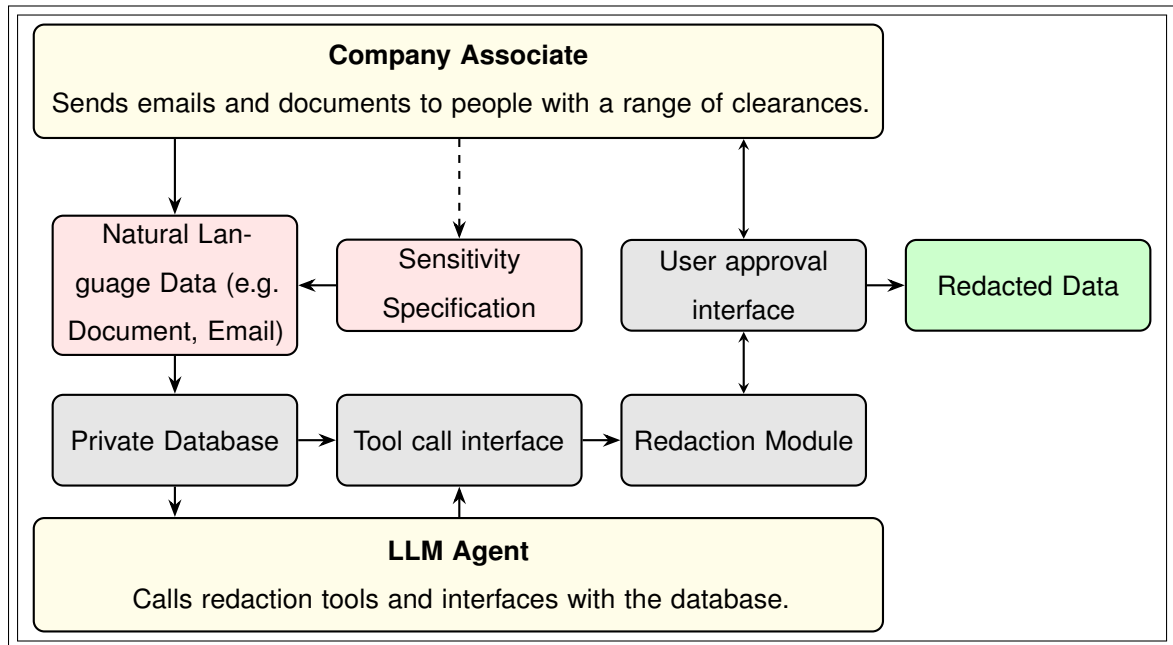 Company Associate
Sends emails and documents to people with a range of clearances.
Natural Lan-
guage Data (e.g.
Document, Email)
Sensitivity
Specification
User approval
interface
Redacted Data
Private Database
Tool call interface
Redaction Module
LLM Agent
Calls redaction tools and interfaces with the database.